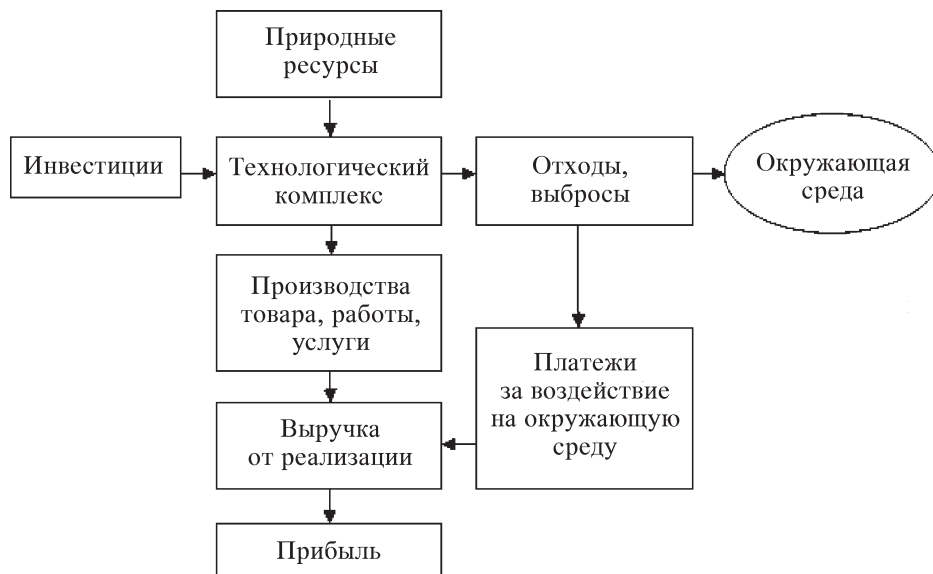 Природные
ресурсы
Инвестиции
Технологический
комплекс
Отходы,
выбросы
Окружающая
среда
Производства
товара, работы,
услуги
Платежи
за воздействие
на окружающую
среду
Выручка
от реализации
Прибыль